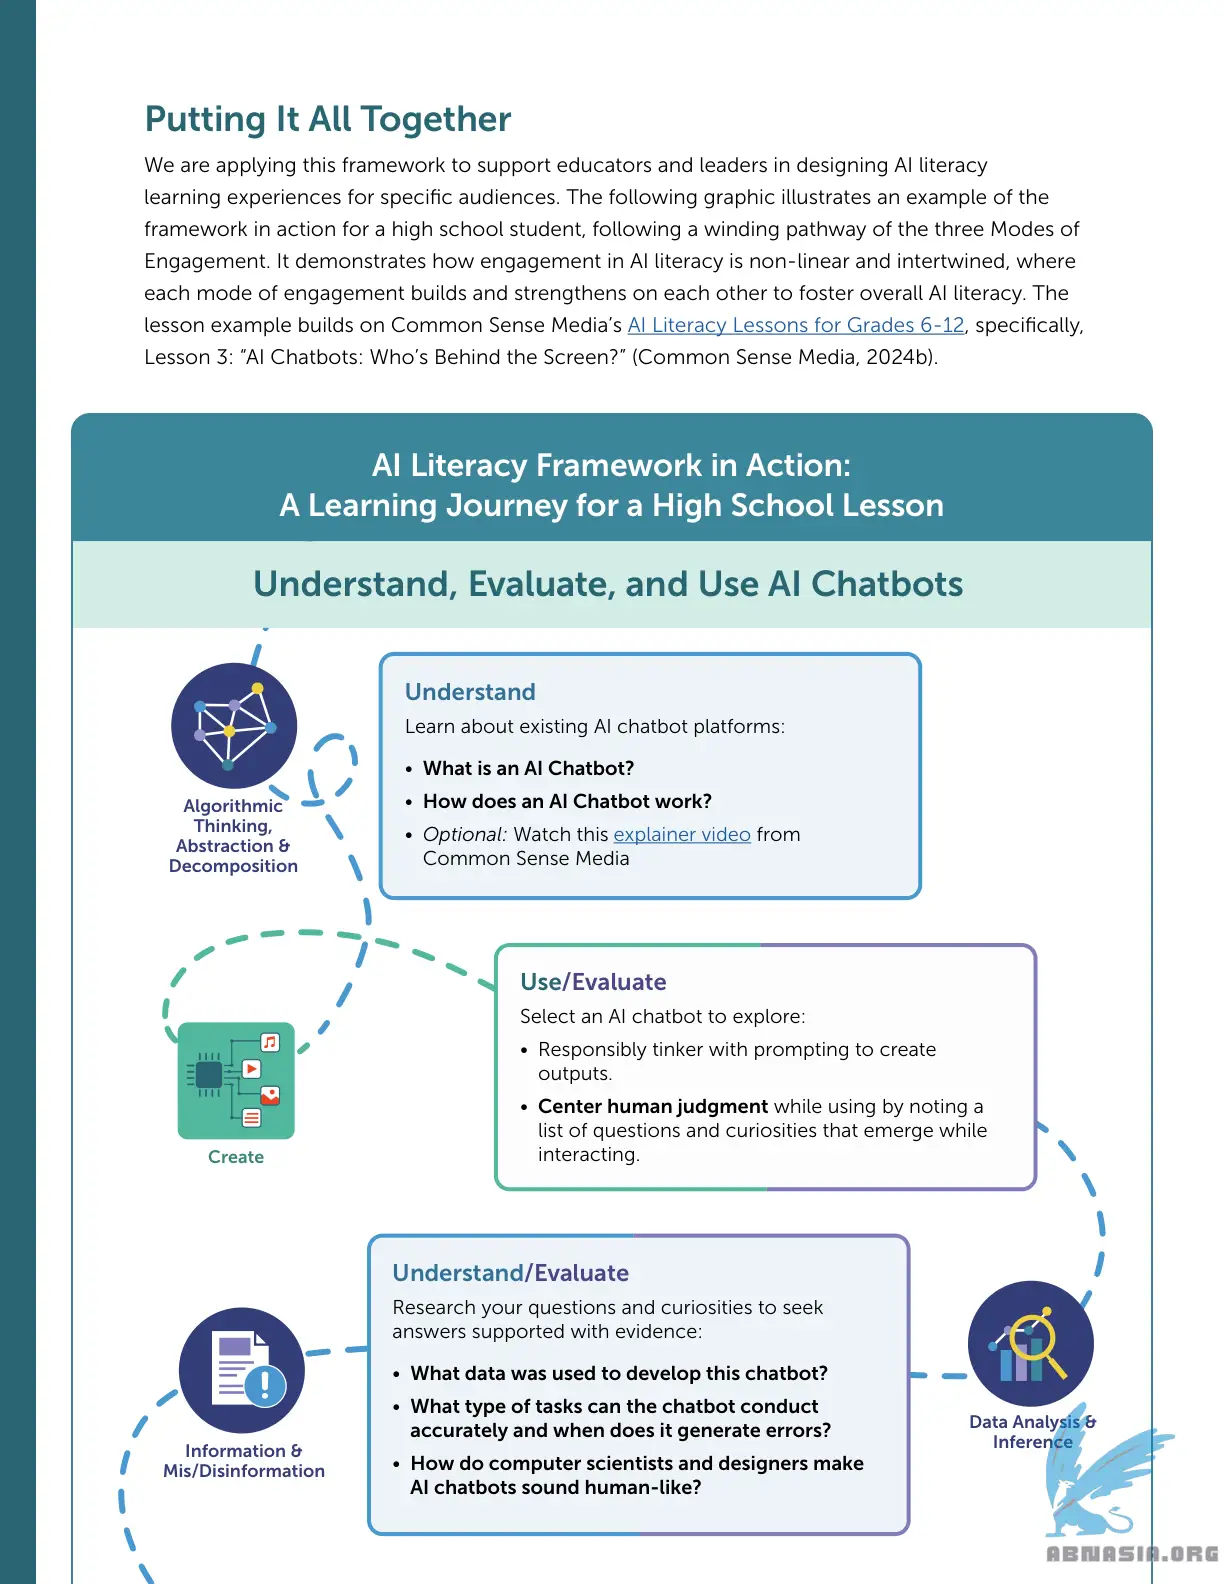 Putting It All Together
We are applying this framework to support educators and leaders in designing AI literacy
learning experiences for specific audiences. The following graphic illustrates an example of the
framework in action for a high school student, following a winding pathway of the three Modes of
Engagement. It demonstrates how engagement in AI literacy is non-linear and intertwined, where
each mode of engagement builds and strengthens on each other to foster overall AI literacy. The
lesson example builds on Common Sense Media’s AI Literacy Lessons for Grades 6-12, specifically,
Lesson 3: “AI Chatbots: Who’s Behind the Screen?” (Common Sense Media, 2024b).
AI Literacy Framework in Action:
A Learning Journey for a High School Lesson
Understand, Evaluate, and Use AI Chatbots
Algorithmic
Thinking,
Abstraction &
Decomposition
Understand
Learn about existing AI chatbot platforms:
• What is an AI Chatbot?
• How does an AI Chatbot work?
• Optional: Watch this explainer video from
Common Sense Media
Create
Use/Evaluate
Select an AI chatbot to explore:
• Responsibly tinker with prompting to create
outputs.
• Center human judgment while using by noting a
list of questions and curiosities that emerge while
interacting.
Understand/Evaluate
Research your questions and curiosities to seek
answers supported with evidence:
• What data was used to develop this chatbot?
• What type of tasks can the chatbot conduct
accurately and when does it generate errors?
• How do computer scientists and designers make
AI chatbots sound human-like?
Information &
Mis/Disinformation
Data Analysis &
Inference
ABNASIA.ORG